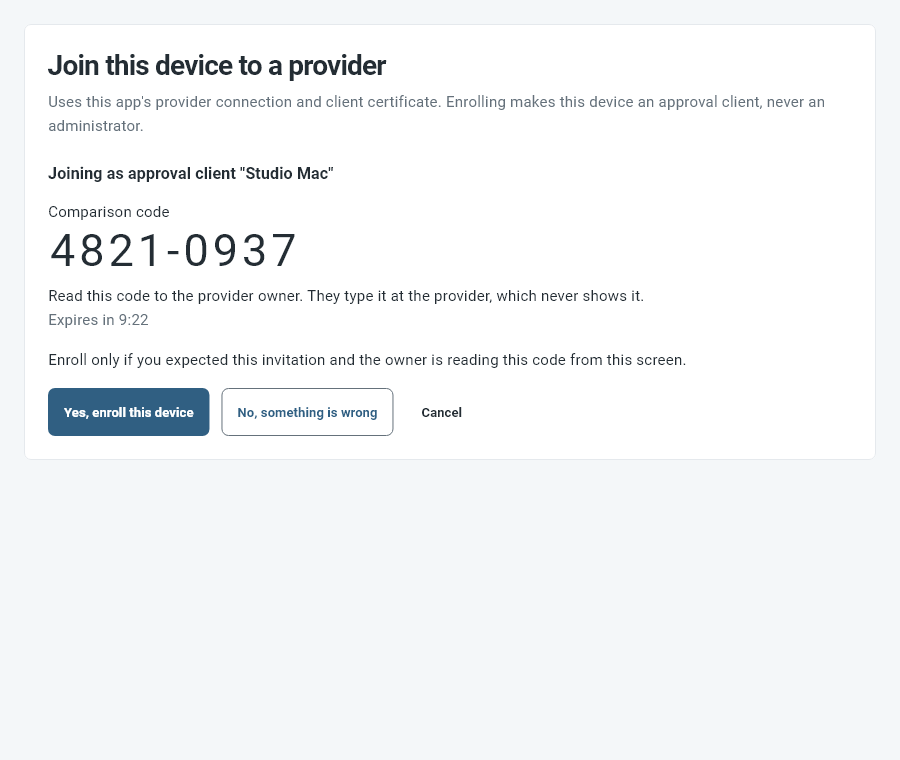 Join this device to a provider
Uses this app's provider connection and client certificate. Enrolling makes this device an approval client, never an
administrator.
Joining as approval client "Studio Mac"
Comparison code
4821-0937
Read this code to the provider owner. They type it at the provider, which never shows it.
Expires in 9:22
Enroll only if you expected this invitation and the owner is reading this code from this screen.
Yes, enroll this device
No, something is wrong
Cancel